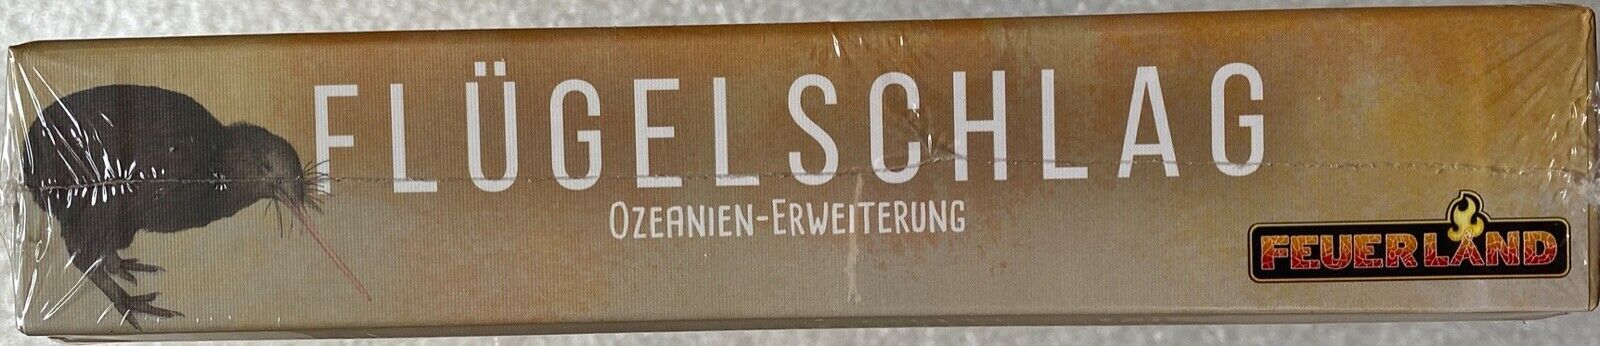 FLÜGELSCHLAG
OZEANIEN-ERWEITERUNG
FEUERLAND